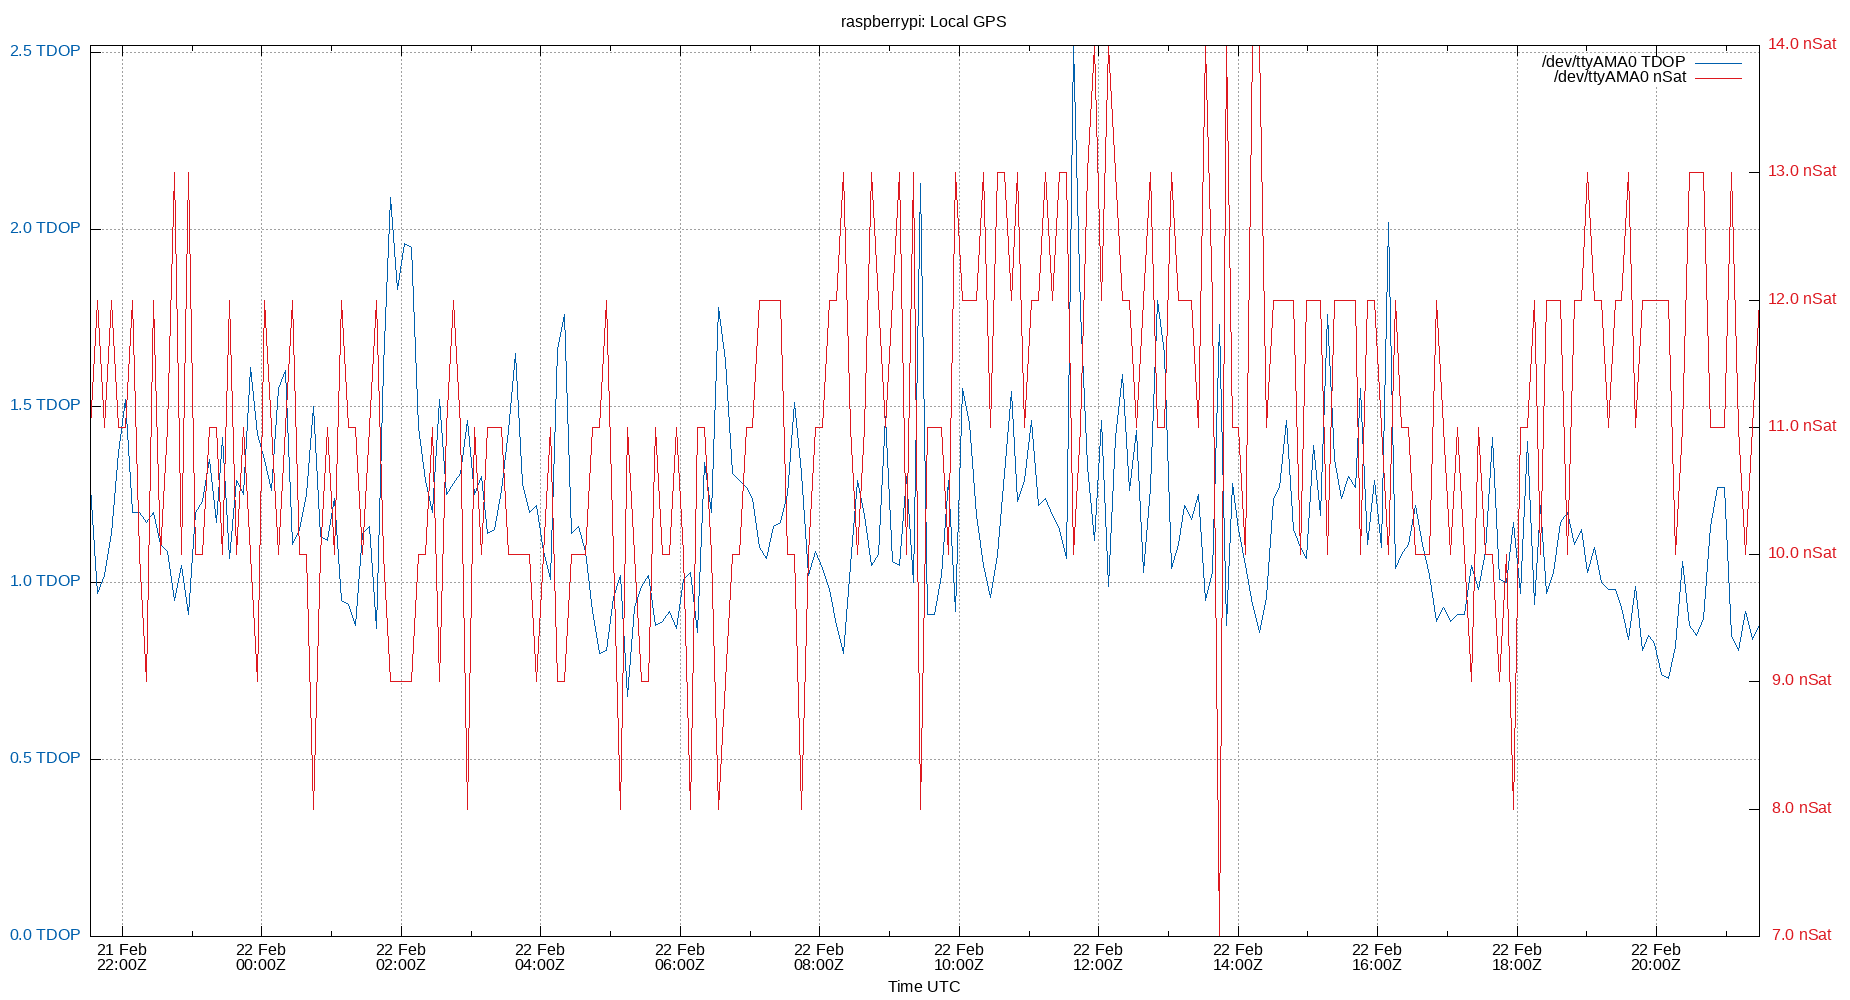 raspberrypi: Local GPS
2.5 TDOP
2.0 TDOP
1.5 TDOP
1.0 TDOP
0.5 TDOP
0.0 TDOP
14.0 nSat
13.0 nSat
12.0 nSat
11.0 nSat
10.0 nSat
9.0 nSat
8.0 nSat
7.0 nSat
/dev/ttyAMA0 TDOP
/dev/ttyAMA0 nSat
21 Feb
22:00Z
22 Feb
00:00Z
22 Feb
02:00Z
22 Feb
04:00Z
22 Feb
06:00Z
22 Feb
08:00Z
22 Feb
10:00Z
22 Feb
12:00Z
22 Feb
14:00Z
22 Feb
16:00Z
22 Feb
18:00Z
22 Feb
20:00Z
Time UTC